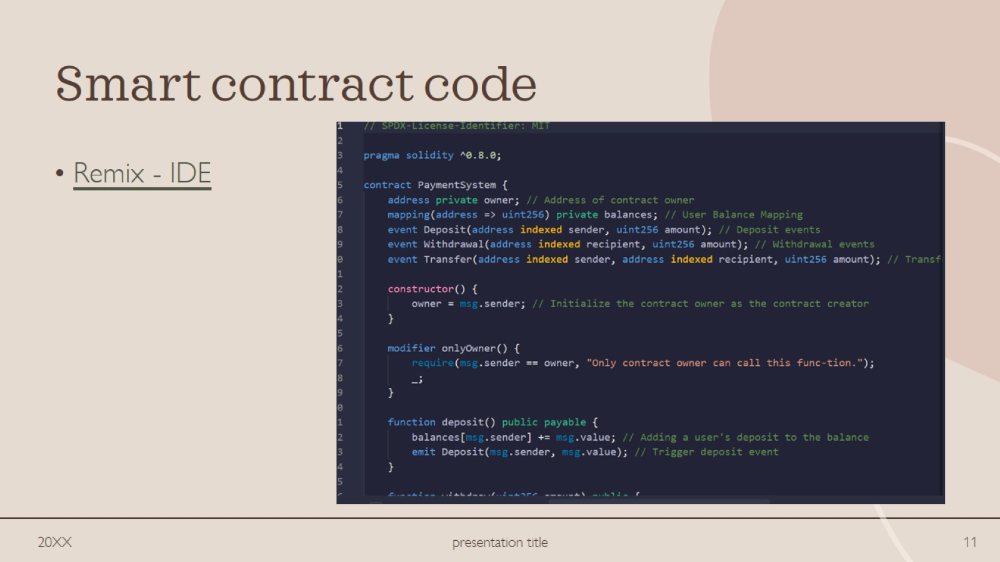 Smart contract code
• Remix - IDE
1 // SPDX-License-Identifier: MIT
2
3 pragma solidity ^0.8.0;
4
5 contract PaymentSystem {
6 address private owner; // Address of contract owner
7 mapping(address => uint256) private balances; // User Balance Mapping
8 event Deposit(address indexed sender, uint256 amount); // Deposit events
9 event Withdrawal(address indexed recipient, uint256 amount); // Withdrawal events
0 event Transfer(address indexed sender, address indexed recipient, uint256 amount); // Transf
1
2 constructor() {
3 owner = msg.sender; // Initialize the contract owner as the contract creator
4 }
5
6 modifier onlyOwner() {
7 require(msg.sender == owner, "Only contract owner can call this func-tion.");
8 _;
9 }
0
1 function deposit() public payable {
2 balances[msg.sender] += msg.value; // Adding a user's deposit to the balance
3 emit Deposit(msg.sender, msg.value); // Trigger deposit event
4 }
5
function withdraw(uint256 amount) public {
20XX
presentation title
11